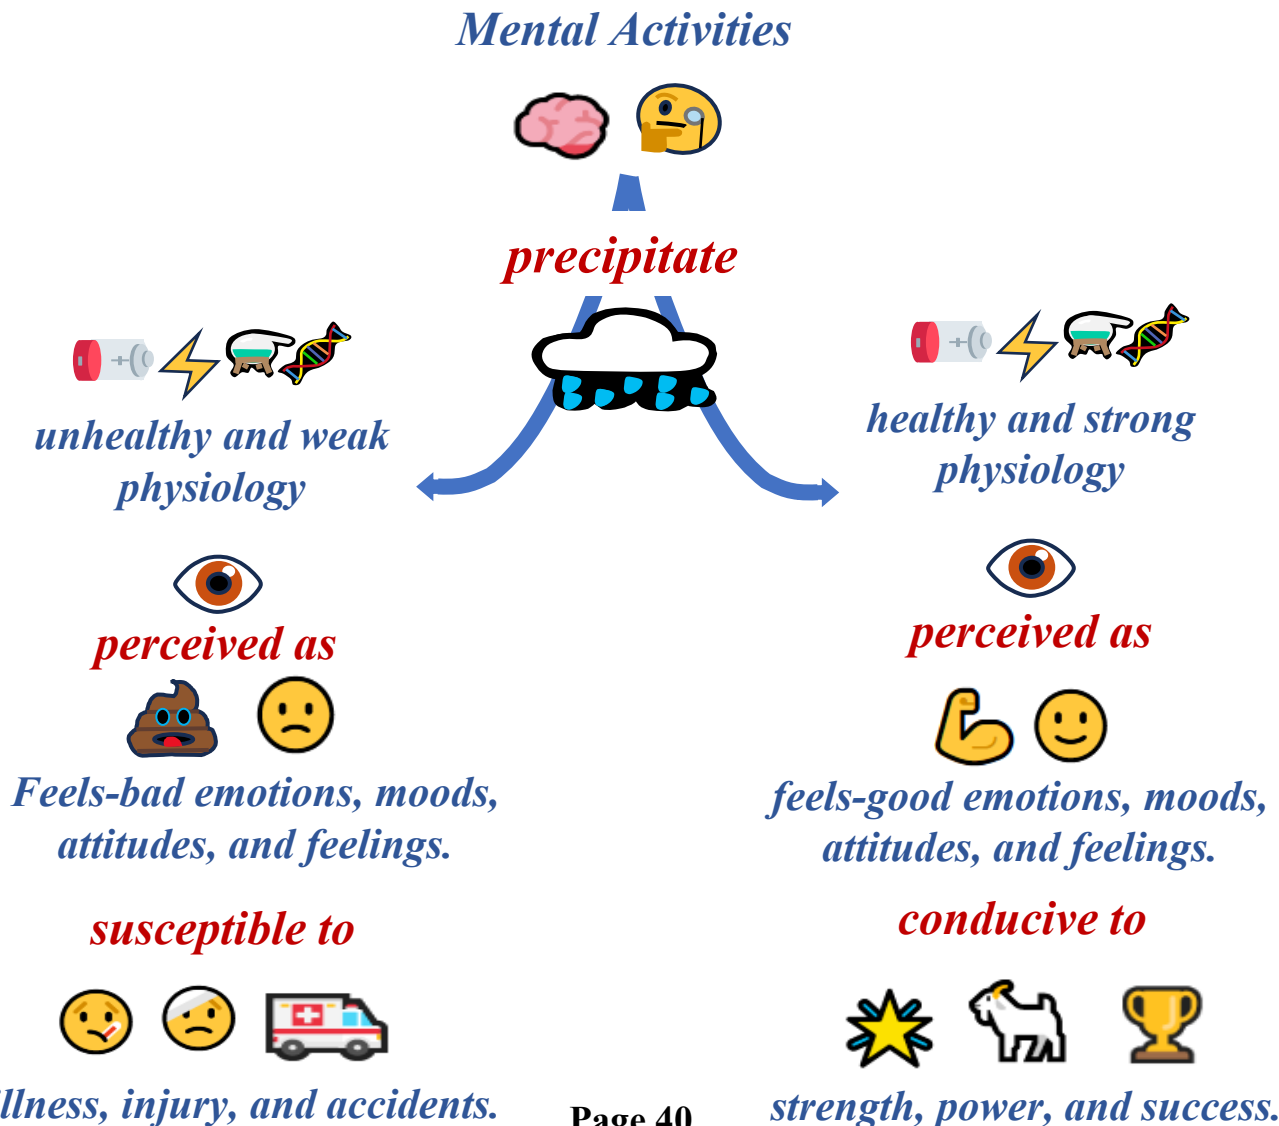 Mental Activities
precipitate
unhealthy and weak
physiology
perceived as
Feels-bad emotions, moods,
attitudes, and feelings.
susceptible to
llness, injury, and accidents.
healthy and strong
physiology
perceived as
feels-good emotions, moods,
attitudes, and feelings.
conducive to
strength, power, and success.
Page 40